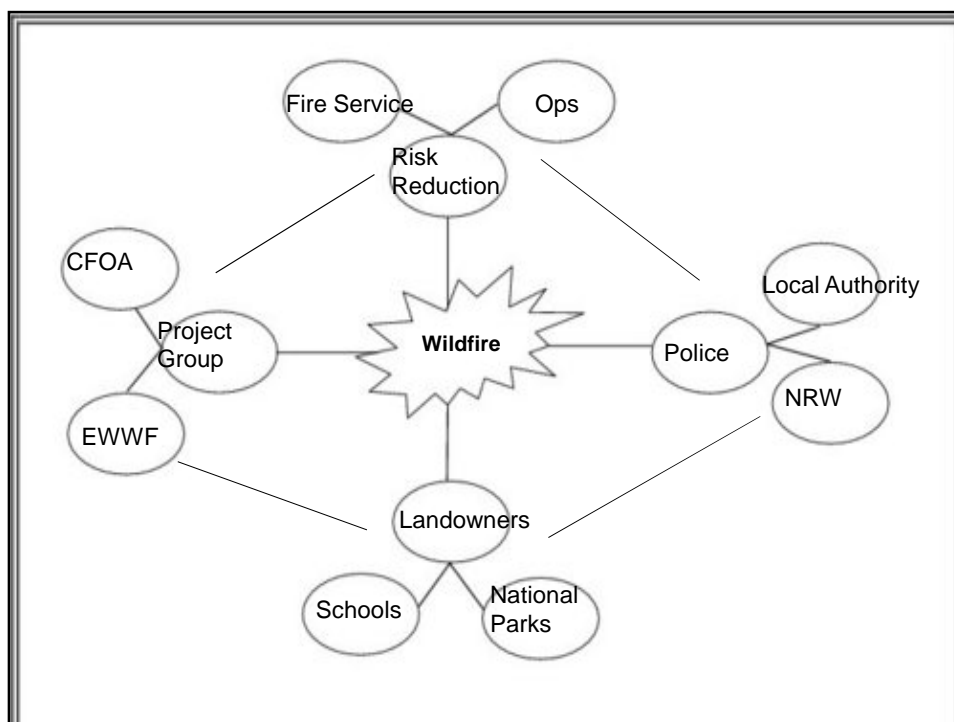 Fire Service
Ops
Risk
Reduction
CFOA
Local Authority
Project
Group
Wildfire
Police
NRW
EWWF
Landowners
Schools
National
Parks